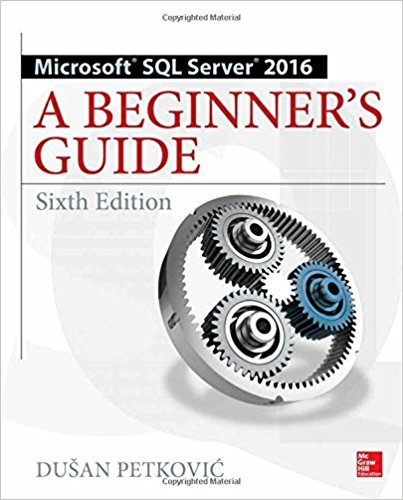 Microsoft® SQL Server® 2016
A BEGINNER'S
GUIDE
Sixth Edition
Mc
Graw
Hill
Education
DUŠAN PETKOVIĆ
Copyrighted Material